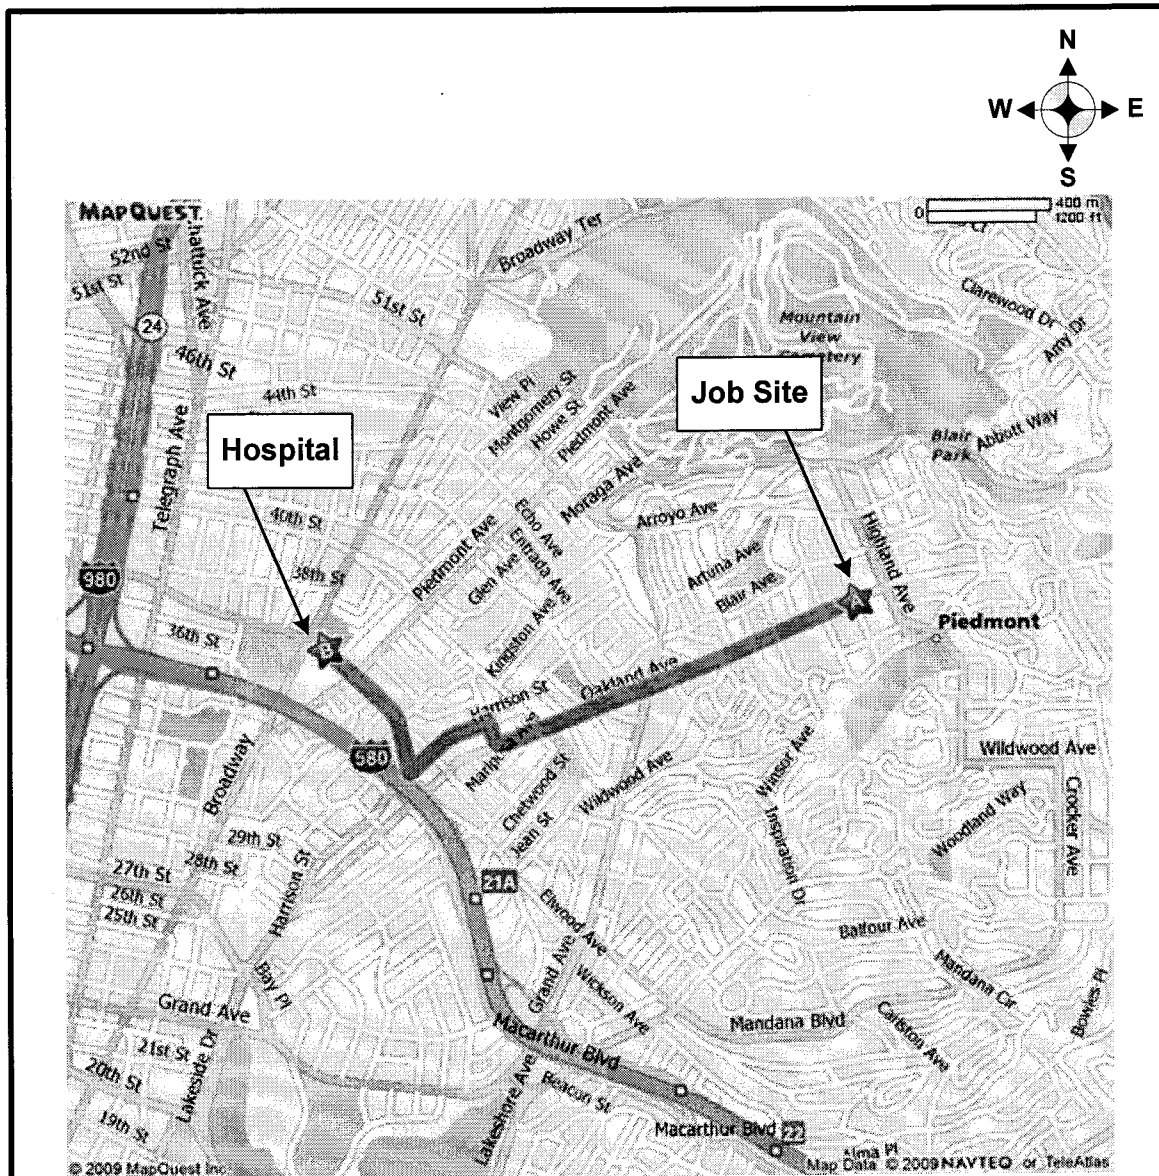 N
W E
S
MAPQUEST.
0 400 m
1200 ft
52nd St
51st St
hattuck Ave
Broadway Ter
51st St
24
46th St
44th St
Clarewood Dr
Amy Dr
Mountain
View
Cemetery
View Pl
Montgomery St
Howe St
Piedmont Ave
Job Site
Hospital
Telegraph Ave
Blair
Park
Abbott Way
Moraga Ave
Arroyo Ave
40th St
Echo Ave
Entrada Ave
Piedmont Ave
Glen Ave
Highland Ave
Artuna Ave
Blair Ave
38th St
980
A
Piedmont
36th St
B
Kingston Ave
Oakland Ave
Harrison St
580
Broadway
Chetwood St
Jean St
Wildwood Ave
Winsor Ave
Wildwood Ave
Woodland Way
Crocker Ave
Inspiration Dr
29th St
28th St
27th St
26th St
25th St
Harrison St
21A
Elwood Ave
Balfour Ave
Bay Pl
Grand Ave
Wickson Ave
Mandana Cir
Bowles Pl
Grand Ave
Mandana Blvd
Carlston Ave
Macarthur Blvd
21st St
20th St
19th St
Lakeside Dr
Lakeshore Ave
Beacon St
Macarthur Blvd 22
lma Pl
© 2009 MapQuest Inc
Map Data © 2009 NAVTEQ or TeleAtlas